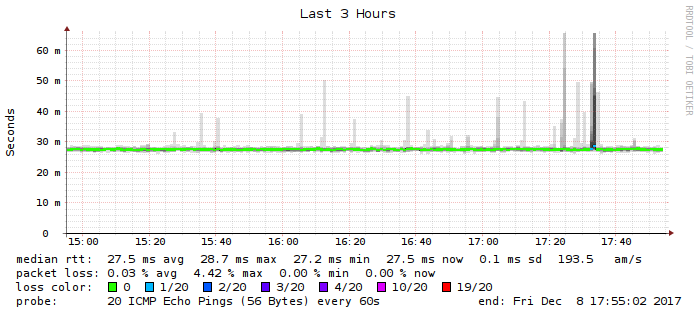 Last 3 Hours
RRDTOOL / TOBI OETIKER
Seconds
60 m
50 m
40 m
30 m
20 m
10 m
0
15:00 15:20 15:40 16:00 16:20 16:40 17:00 17:20 17:40
median rtt: 27.5 ms avg 28.7 ms max 27.2 ms min 27.5 ms now 0.1 ms sd 193.5 am/s
packet loss: 0.03 % avg 4.42 % max 0.00 % min 0.00 % now
loss color: 0 1/20 2/20 3/20 4/20 10/20 19/20
probe: 20 ICMP Echo Pings (56 Bytes) every 60s end: Fri Dec 8 17:55:02 2017